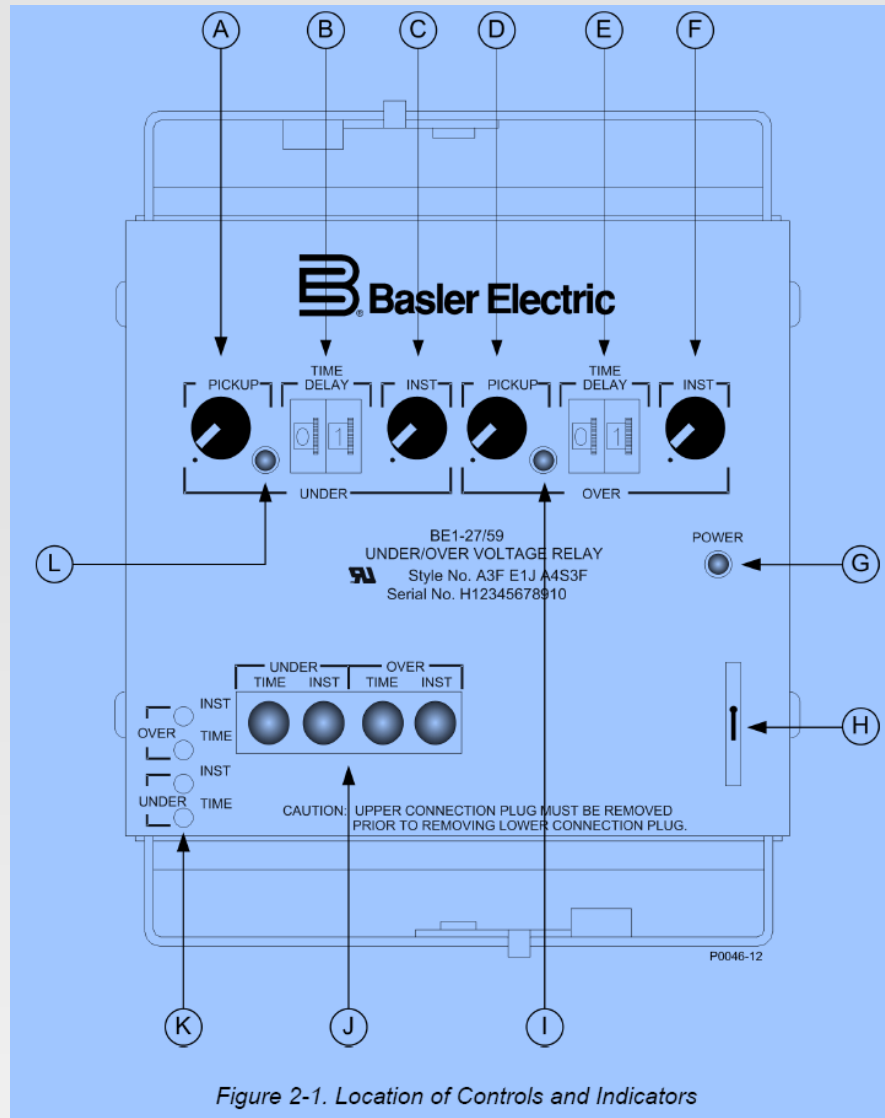 A B C D E F
Basler Electric
PICKUP TIME DELAY INST PICKUP TIME DELAY INST
0 1 0 1
UNDER OVER
L
BE1-27/59
UNDER/OVER VOLTAGE RELAY
Style No. A3F E1J A4S3F
Serial No. H12345678910
POWER
G
UNDER OVER
TIME INST TIME INST
H
INST
OVER
TIME
INST
UNDER TIME
CAUTION: UPPER CONNECTION PLUG MUST BE REMOVED
PRIOR TO REMOVING LOWER CONNECTION PLUG.
P0046-12
K J I
Figure 2-1. Location of Controls and Indicators